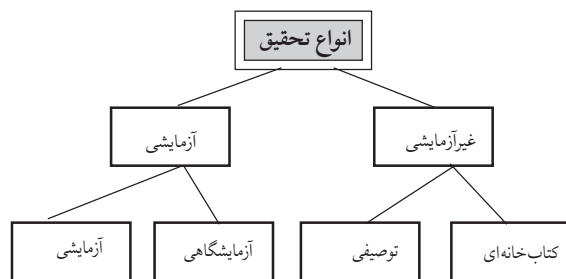 انواع تحقیق
غیرآزمایشی
آزمایشی
کتاب‌خانه‌ای
توصیفی
آزمایشگاهی
آزمایشی